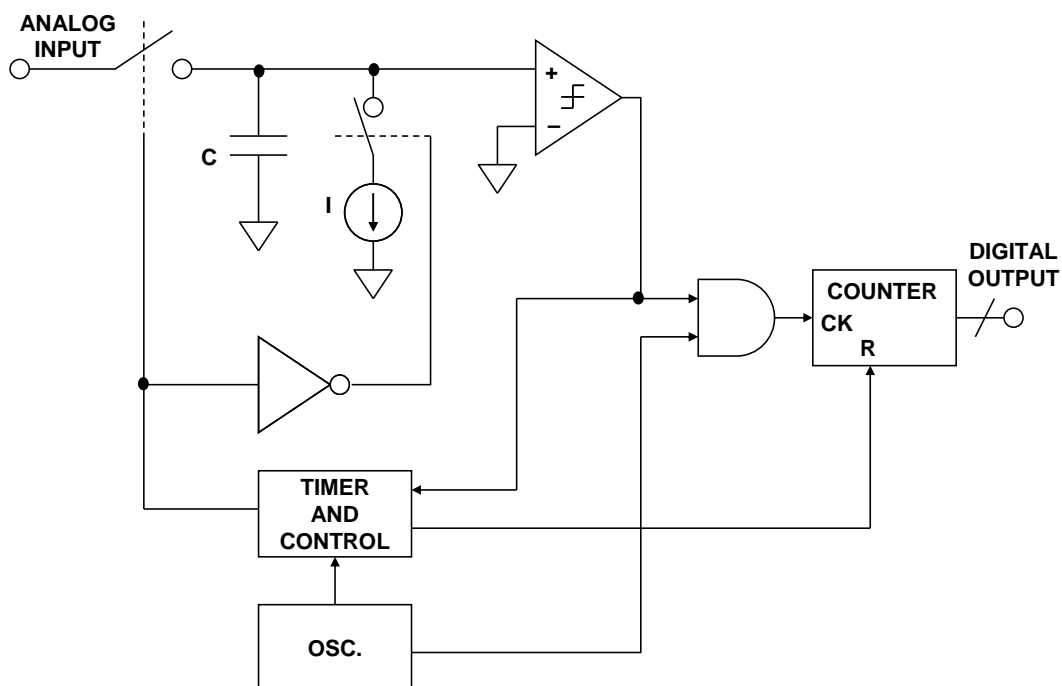 ANALOG
INPUT
+
–
C
I
DIGITAL
OUTPUT
COUNTER
CK
R
TIMER
AND
CONTROL
OSC.